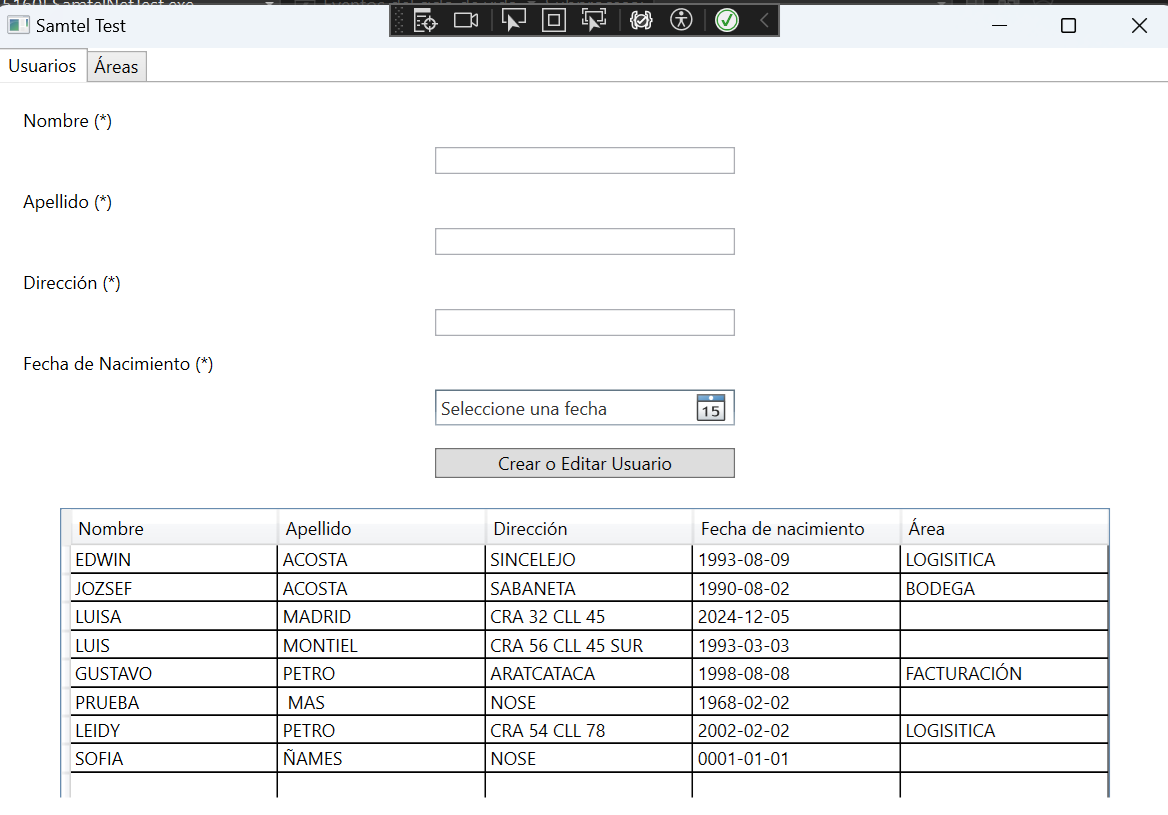 Samtel Test
Usuarios Áreas
Nombre (*)
Apellido (*)
Dirección (*)
Fecha de Nacimiento (*)
Seleccione una fecha 15
Crear o Editar Usuario
Nombre Apellido Dirección Fecha de nacimiento Área
EDWIN ACOSTA SINCELEJO 1993-08-09 LOGISITICA
JOZSEF ACOSTA SABANETA 1990-08-02 BODEGA
LUISA MADRID CRA 32 CLL 45 2024-12-05
LUIS MONTIEL CRA 56 CLL 45 SUR 1993-03-03
GUSTAVO PETRO ARATCATACA 1998-08-08 FACTURACIÓN
PRUEBA MAS NOSE 1968-02-02
LEIDY PETRO CRA 54 CLL 78 2002-02-02 LOGISITICA
SOFIA ÑAMES NOSE 0001-01-01